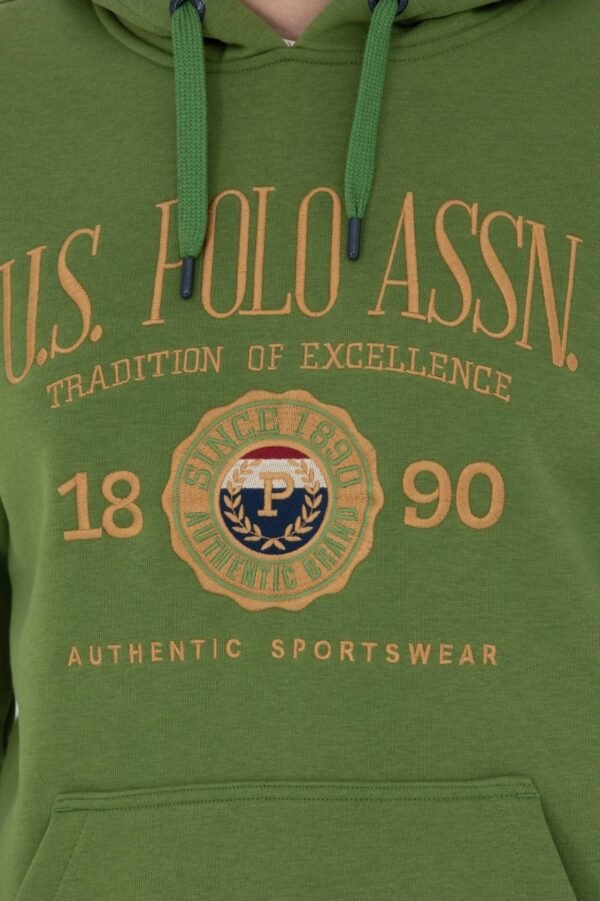 U.S. POLO ASSN.
TRADITION OF EXCELLENCE
SINCE 1890
18
P
90
AUTHENTIC BRAND
AUTHENTIC SPORTSWEAR